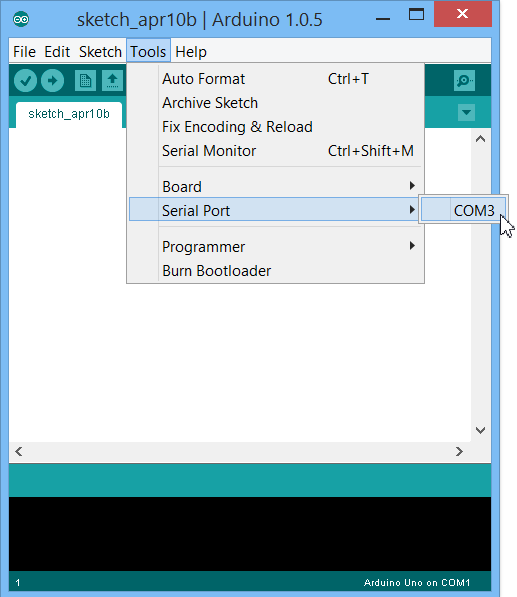 sketch_apr10b | Arduino 1.0.5
File Edit Sketch Tools Help
sketch_apr10b
Auto Format Ctrl+T
Archive Sketch
Fix Encoding & Reload
Serial Monitor Ctrl+Shift+M
Board
Serial Port
COM3
Programmer
Burn Bootloader
1 Arduino Uno on COM1